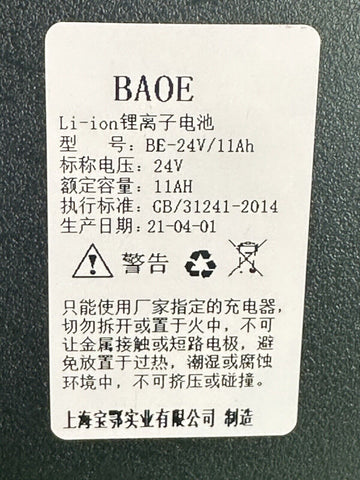 BAOE
Li-ion锂离子电池
型 号：BE-24V/11Ah
标称电压：24V
额定容量：11AH
执行标准：GB/31241-2014
生产日期：21-04-01
警告
只能使用厂家指定的充电器，
切勿拆开或置于火中，不可
让金属接触或短路电极，避
免放置于过热，潮湿或腐蚀
环境中，不可挤压或碰撞。
上海宝鄂实业有限公司 制造